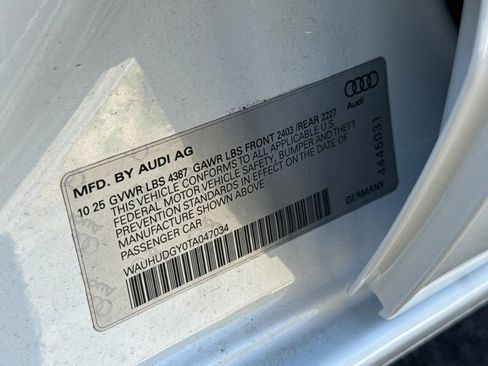 Audi
MFD. BY AUDI AG
10 25 GVWR LBS 4387 GAWR LBS FRONT 2403 /REAR 2227
THIS VEHICLE CONFORMS TO ALL APPLICABLE U.S.
FEDERAL MOTOR VEHICLE SAFETY, BUMPER AND THEFT
PREVENTION STANDARDS IN EFFECT ON THE DATE OF
MANUFACTURE SHOWN ABOVE.
PASSENGER CAR
WAUHUDGY0TA047034
GERMANY
4445031